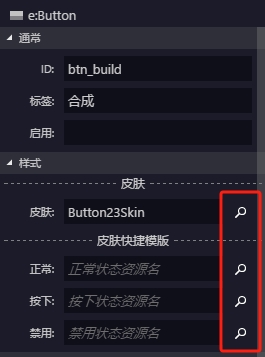 e:Button
通常
ID: btn_build
标签: 合成
启用:
样式
皮肤
皮肤: Button23Skin
皮肤快捷模版
正常: 正常状态资源名
按下: 按下状态资源名
禁用: 禁用状态资源名